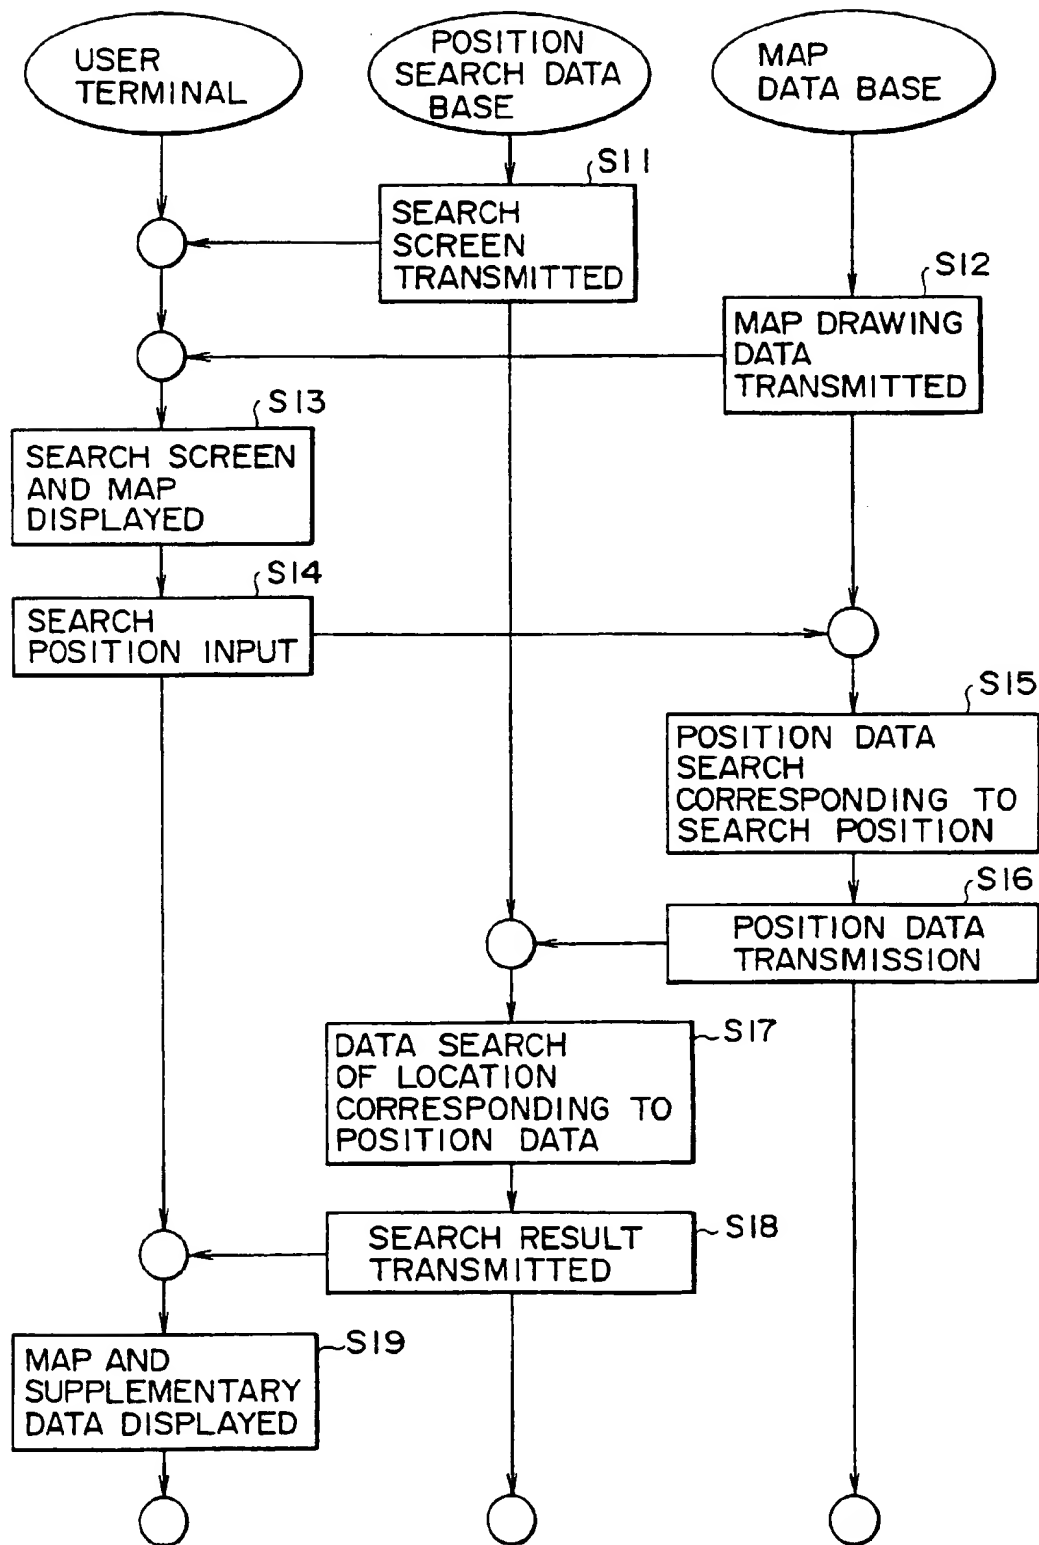 USER
TERMINAL
POSITION
SEARCH DATA
BASE
MAP
DATA BASE
S11
SEARCH
SCREEN
TRANSMITTED
S12
MAP DRAWING
DATA
TRANSMITTED
S13
SEARCH SCREEN
AND MAP
DISPLAYED
S14
SEARCH
POSITION INPUT
S15
POSITION DATA
SEARCH
CORRESPONDING TO
SEARCH POSITION
S16
POSITION DATA
TRANSMISSION
S17
DATA SEARCH
OF LOCATION
CORRESPONDING TO
POSITION DATA
S18
SEARCH RESULT
TRANSMITTED
S19
MAP AND
SUPPLEMENTARY
DATA DISPLAYED